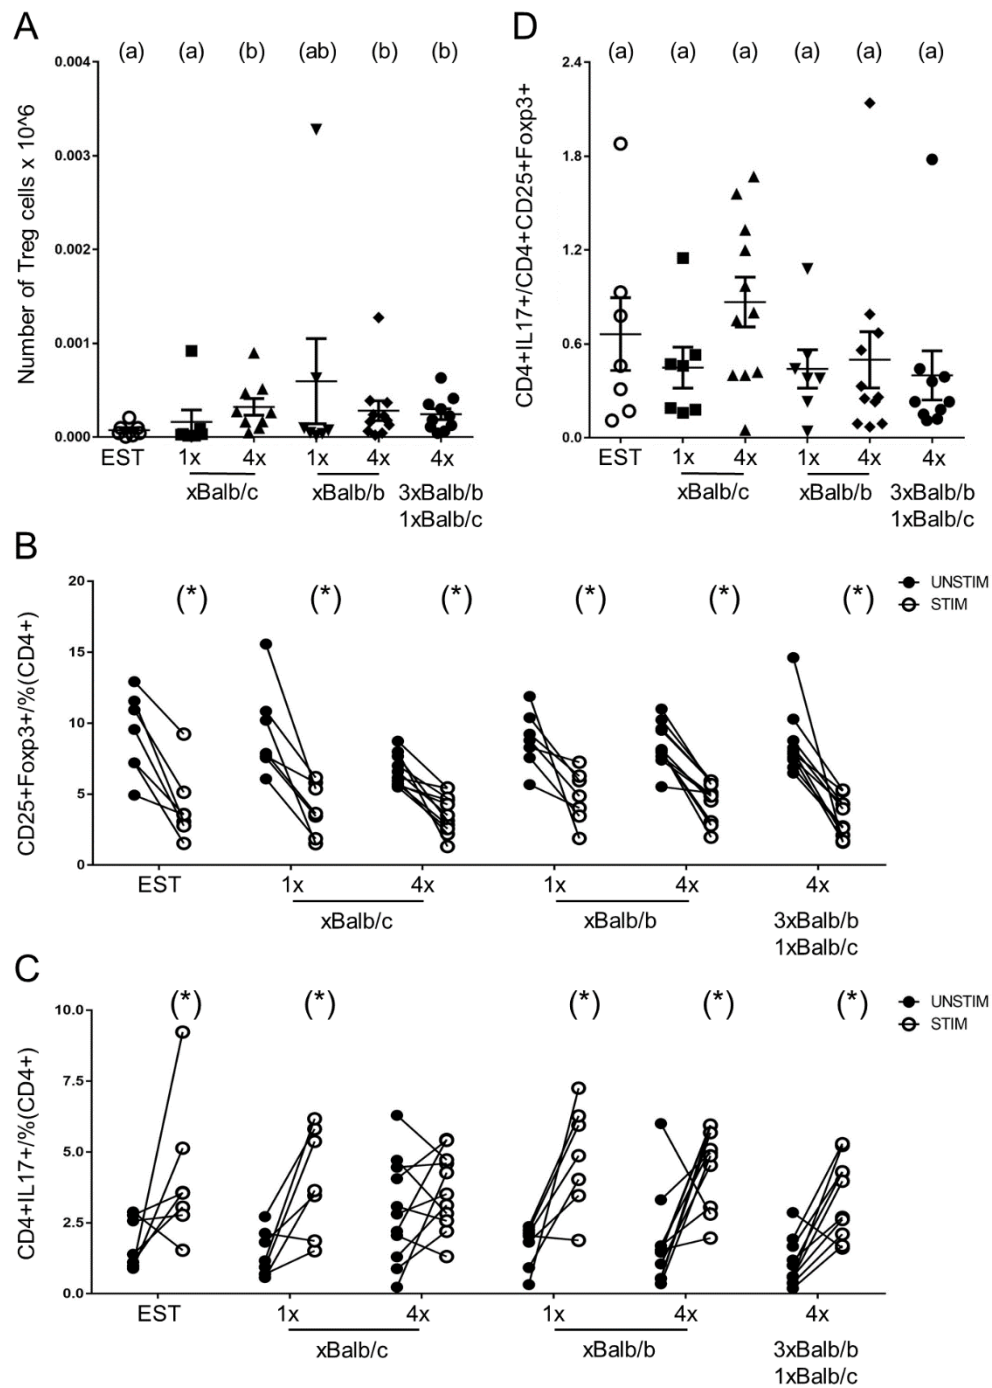 A
(a) (a) (b) (ab) (b) (b)
Number of Treg cells x 10^6
0.004
0.003
0.002
0.001
0.000
EST 1x 4x 1x 4x 4x
xBalb/c xBalb/b 3xBalb/b
1xBalb/c
D
(a) (a) (a) (a) (a) (a)
CD4+IL17+/CD4+CD25+Foxp3+
2.4
1.8
1.2
0.6
0.0
EST 1x 4x 1x 4x 4x
xBalb/c xBalb/b 3xBalb/b
1xBalb/c
B
(*) (*) (*) (*) (*) (*)
UNSTIM
STIM
CD25+Foxp3+/%(CD4+)
20
15
10
5
0
EST 1x 4x 1x 4x 4x
xBalb/c xBalb/b 3xBalb/b
1xBalb/c
C
(*) (*) (*) (*) (*)
UNSTIM
STIM
CD4+IL17+/%(CD4+)
10.0
7.5
5.0
2.5
0.0
EST 1x 4x 1x 4x 4x
xBalb/c xBalb/b 3xBalb/b
1xBalb/c